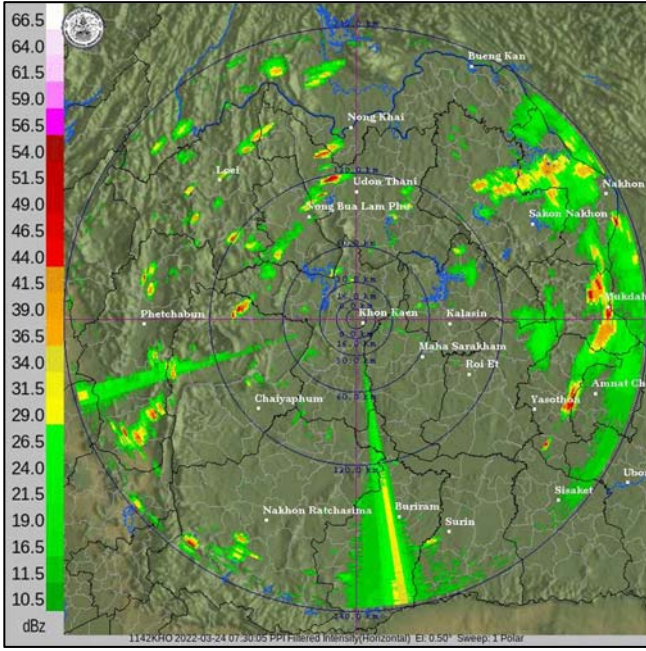 66.5
64.0
61.5
59.0
56.5
54.0
51.5
49.0
46.5
44.0
41.5
39.0
36.5
34.0
31.5
29.0
26.5
24.0
21.5
19.0
16.5
13.0
10.5
dBz
Bueng Kan
Nong Khai
Loei
Udon Thani
Nakhon
Nong Bua Lam Phu
Sakon Nakhon
Mukdah
Phetchabun
Khon Kaen
Kalasin
Maha Sarakham
Roi Et
Chaiyaphum
Yasothon
Amnat Ch
Ubo
Sisaket
Nakhon Ratchasima
Buriram
Surin
1142KHO 2022-03-24 07:30:05 PPI Filtered Intensity(Horizontal) El: 0.50° Sweep: 1 Polar